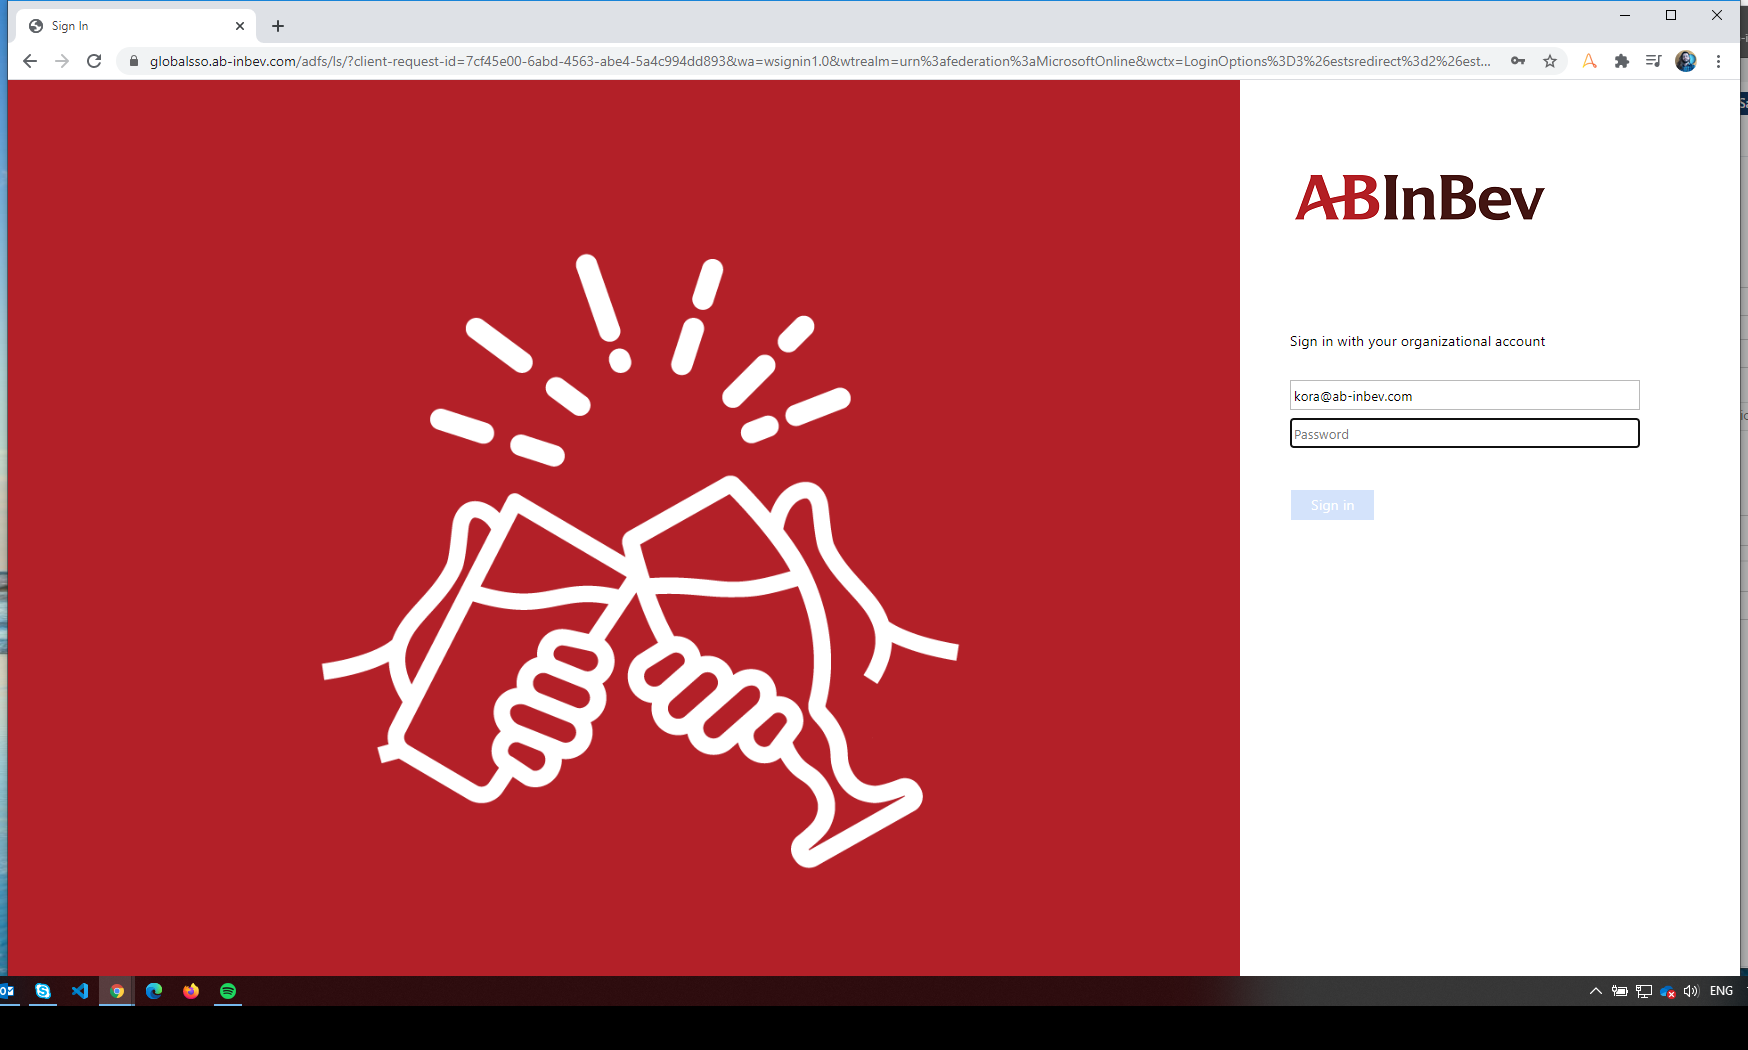 Sign In
globalsso.ab-inbev.com/adfs/ls/?client-request-id=7cf45e00-6abd-4563-abe4-5a4c994dd893&wa=wsignin1.0&wtrealm=urn%3afederation%3aMicrosoftOnline&wctx=LoginOptions%3D3%26estsredirect%3d2%26est...
ABInBev
Sign in with your organizational account
kora@ab-inbev.com
Password
Sign in
ENG